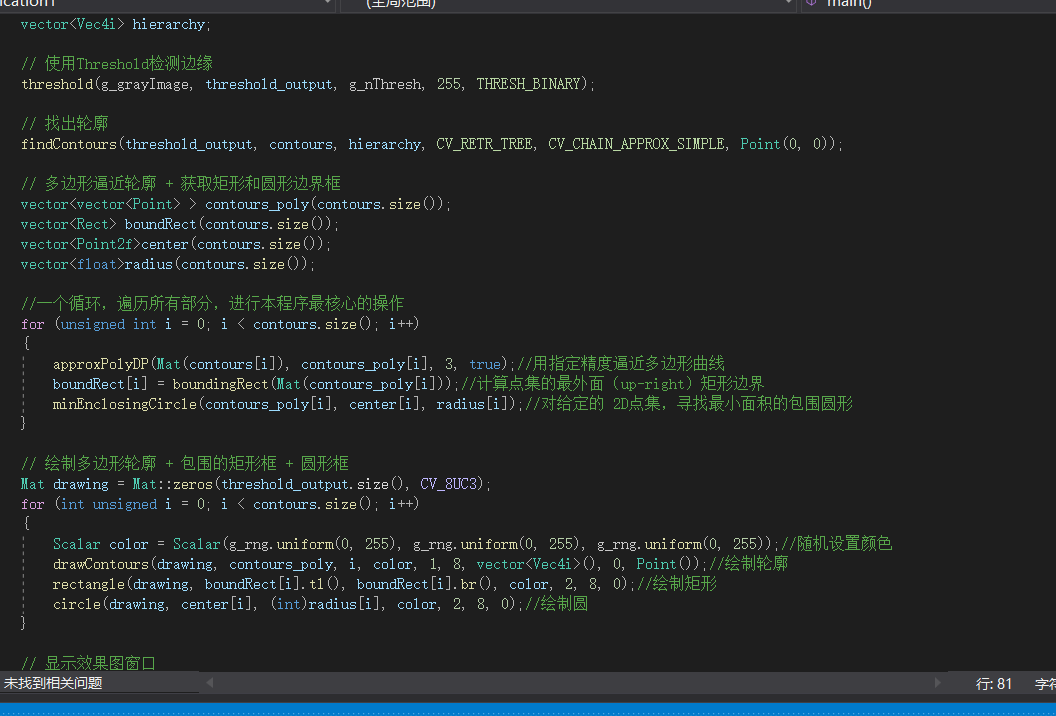 (全局范围)
main()
vector<Vec4i> hierarchy;
// 使用Threshold检测边缘
threshold(g_grayImage, threshold_output, g_nThresh, 255, THRESH_BINARY);
// 找出轮廓
findContours(threshold_output, contours, hierarchy, CV_RETR_TREE, CV_CHAIN_APPROX_SIMPLE, Point(0, 0));
// 多边形逼近轮廓 + 获取矩形和圆形边界框
vector<vector<Point> > contours_poly(contours.size());
vector<Rect> boundRect(contours.size());
vector<Point2f>center(contours.size());
vector<float>radius(contours.size());
//一个循环，遍历所有部分，进行本程序最核心的操作
for (unsigned int i = 0; i < contours.size(); i++)
{
approxPolyDP(Mat(contours[i]), contours_poly[i], 3, true);//用指定精度逼近多边形曲线
boundRect[i] = boundingRect(Mat(contours_poly[i]));//计算点集的最外面（up-right）矩形边界
minEnclosingCircle(contours_poly[i], center[i], radius[i]);//对给定的 2D点集，寻找最小面积的包围圆形
}
// 绘制多边形轮廓 + 包围的矩形框 + 圆形框
Mat drawing = Mat::zeros(threshold_output.size(), CV_8UC3);
for (int unsigned i = 0; i < contours.size(); i++)
{
Scalar color = Scalar(g_rng.uniform(0, 255), g_rng.uniform(0, 255), g_rng.uniform(0, 255));//随机设置颜色
drawContours(drawing, contours_poly, i, color, 1, 8, vector<Vec4i>(), 0, Point());//绘制轮廓
rectangle(drawing, boundRect[i].tl(), boundRect[i].br(), color, 2, 8, 0);//绘制矩形
circle(drawing, center[i], (int)radius[i], color, 2, 8, 0);//绘制圆
}
// 显示效果图窗口
未找到相关问题
行: 81